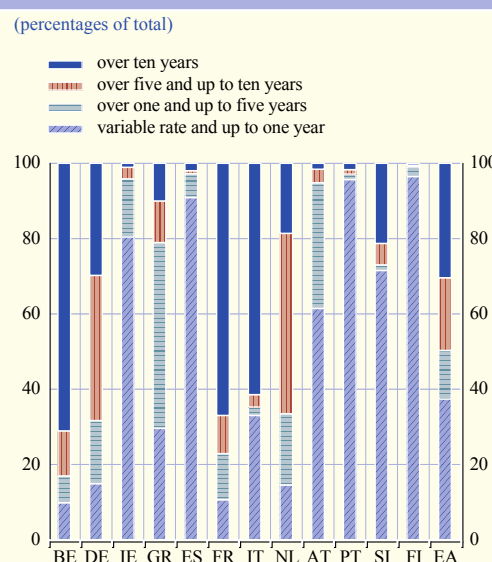 (percentages of total)
over ten years
over five and up to ten years
over one and up to five years
variable rate and up to one year
100 100
80 80
60 60
40 40
20 20
0 0
BE DE IE GR ES FR IT NL AT PT SI FI EA